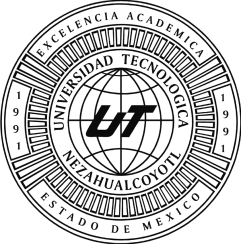 EXCELENCIA ACADEMICA
1991
UNIVERSIDAD TECNOLOGICA
UT
NEZAHUALCOYOTL
1991
ESTADO DE MEXICO